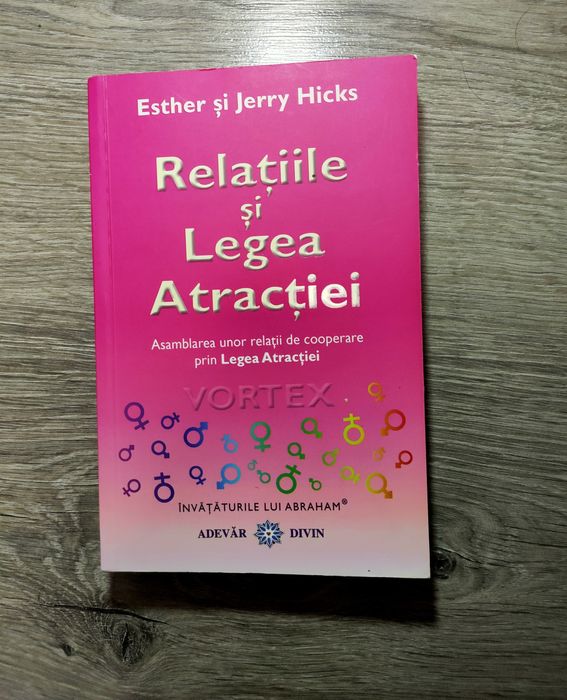 Esther și Jerry Hicks
Relațiile
și
Legea
Atracției
Asamblarea unor relații de cooperare
prin Legea Atracției
VORTEX
ÎNVĂȚĂTURILE LUI ABRAHAM®
ADEVĂR DIVIN